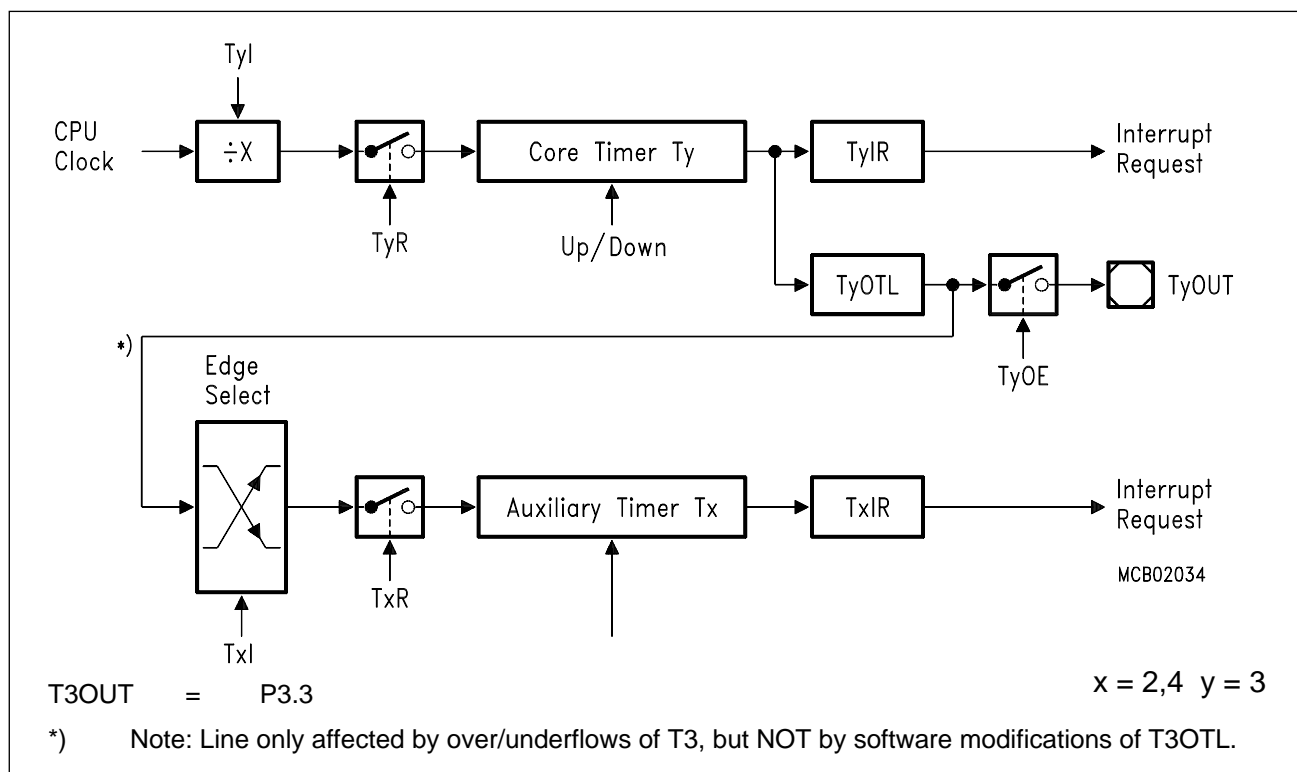 TyI
CPU
Clock
÷X
TyR
Core Timer Ty
Up/Down
TyIR
Interrupt
Request
TyOTL
TyOE
TyOUT
*)
Edge
Select
TxI
TxR
Auxiliary Timer Tx
TxIR
Interrupt
Request
MCB02034
T3OUT = P3.3
x = 2,4 y = 3
*) Note: Line only affected by over/underflows of T3, but NOT by software modifications of T3OTL.